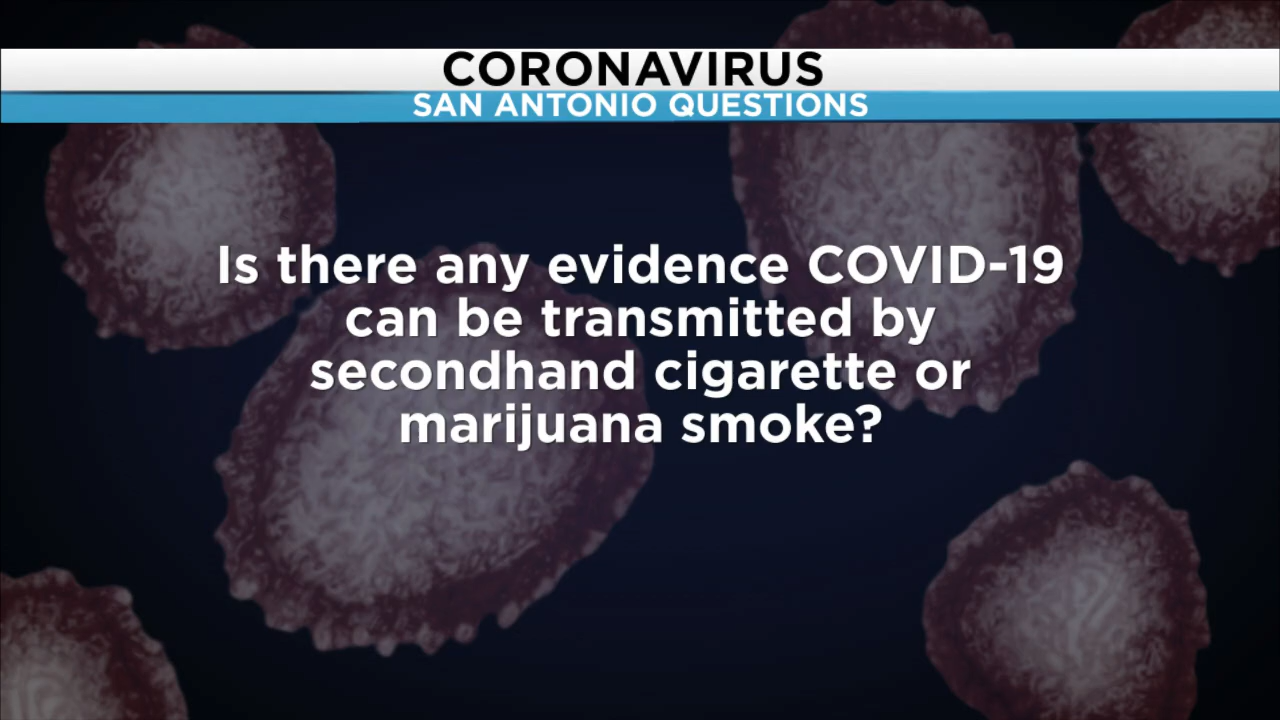 CORONAVIRUS
SAN ANTONIO QUESTIONS
Is there any evidence COVID-19
can be transmitted by
secondhand cigarette or
marijuana smoke?